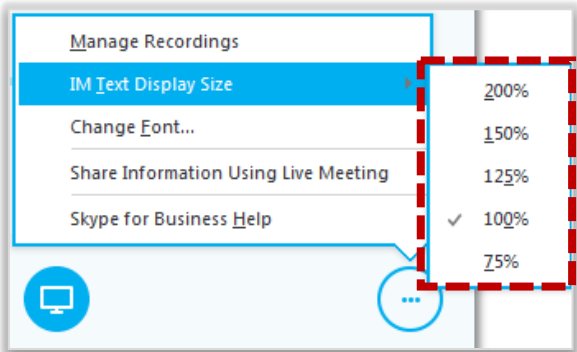 Manage Recordings
IM Text Display Size
Change Font...
Share Information Using Live Meeting
Skype for Business Help
200%
150%
125%
100%
75%